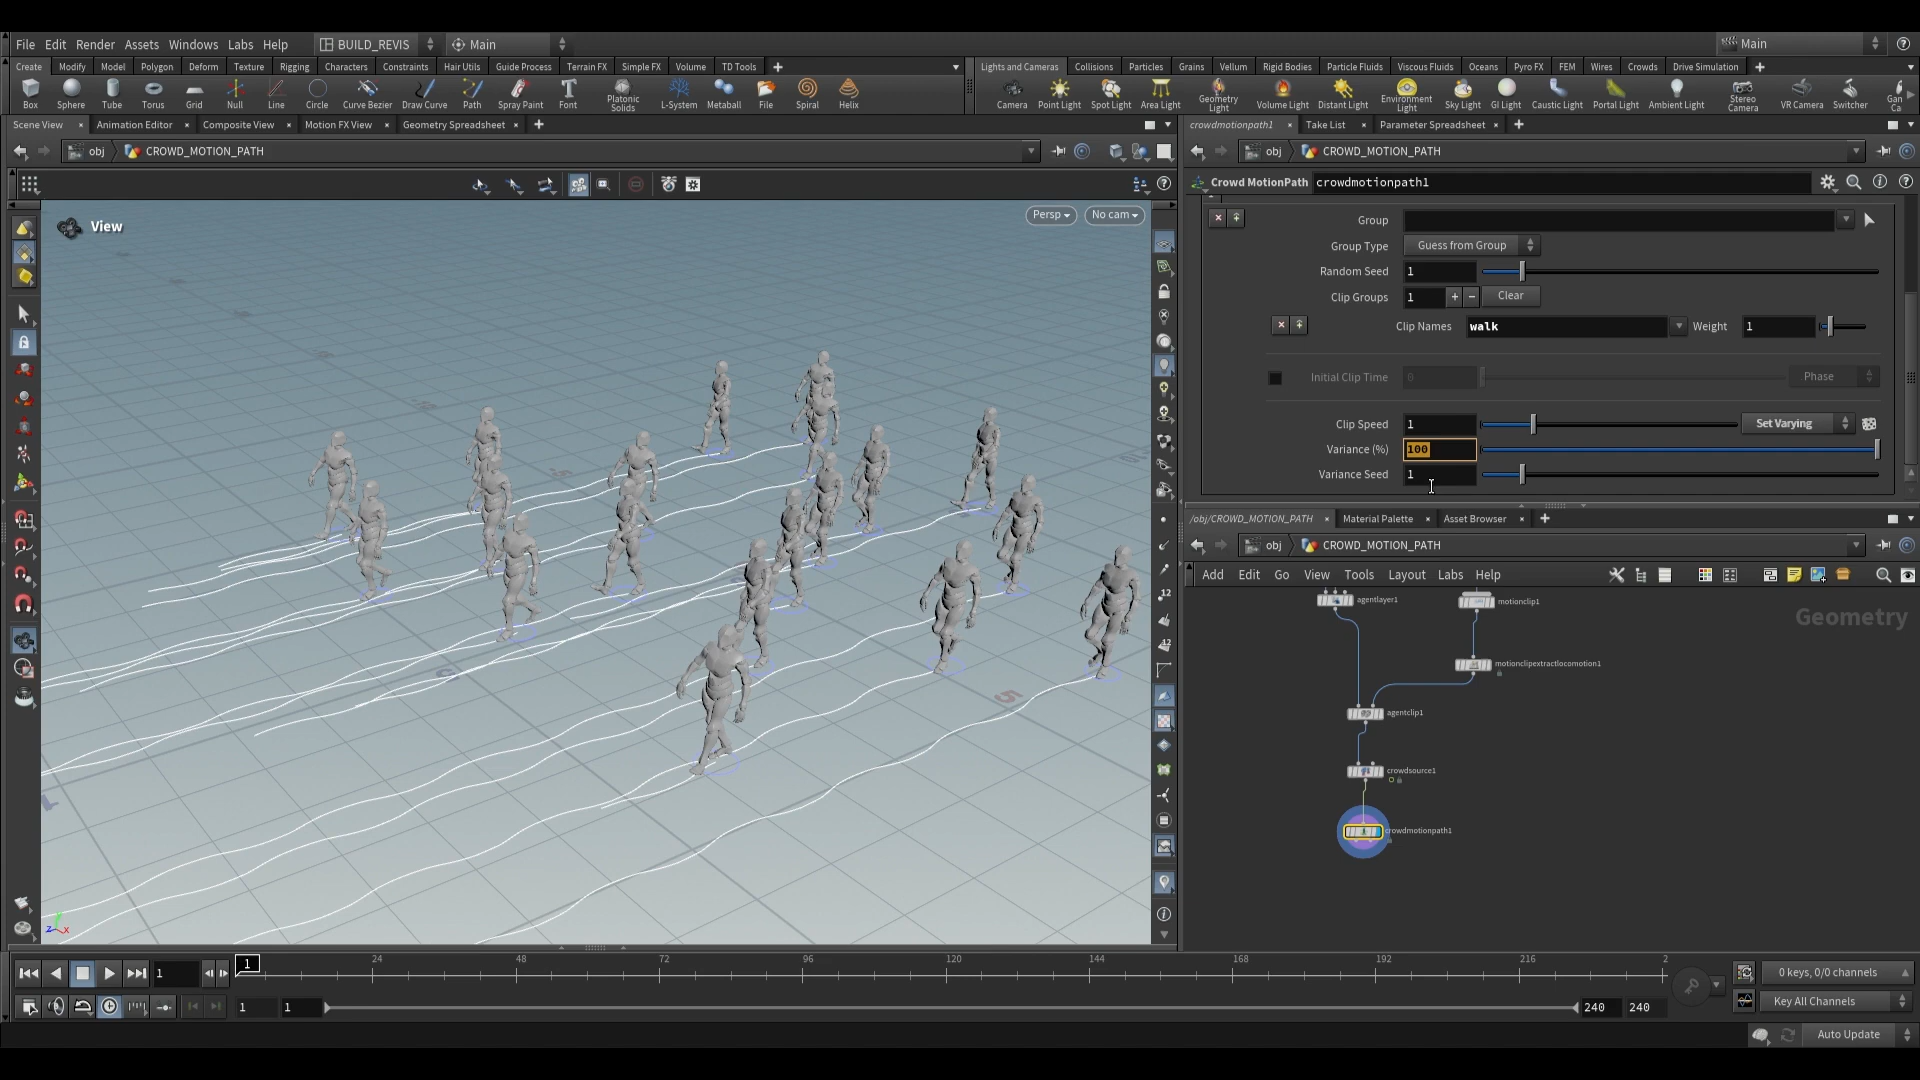 File Edit Render Assets Windows Labs Help BUILD_REVIS Main Main
Create Modify Model Polygon Deform Texture Rigging Characters Constraints Hair Utils Guide Process Terrain FX Simple FX Volume TD Tools
Lights and Cameras Collisions Particles Grains Vellum Rigid Bodies Particle Fluids Viscous Fluids Oceans Pyro FX FEM Wires Crowds Drive Simulation
Box Sphere Tube Torus Grid Null Line Circle Curve Bezier Draw Curve Path Spray Paint Font Platonic Solids L-System Metaball File Spiral Helix
Camera Point Light Spot Light Area Light Geometry Light Volume Light Distant Light Environment Light Sky Light GI Light Caustic Light Portal Light Ambient Light Stereo Camera VR Camera Switcher Gan Ca
Scene View Animation Editor Composite View Motion FX View Geometry Spreadsheet
crowdmotionpath1 Take List Parameter Spreadsheet
obj CROWD_MOTION_PATH
obj CROWD_MOTION_PATH
Crowd MotionPath crowdmotionpath1
View Persp No cam
Group
Group Type Guess from Group
Random Seed 1
Clip Groups 1 + − Clear
Clip Names walk Weight 1
Initial Clip Time 0 Phase
Clip Speed 1 Set Varying
Variance (%) 100
Variance Seed 1
/obj/CROWD_MOTION_PATH Material Palette Asset Browser
obj CROWD_MOTION_PATH
Add Edit Go View Tools Layout Labs Help
Geometry
agentlayer1 motionclip1
motionclipextractlocomotion1
agentclip1
crowdsource1
crowdmotionpath1
12
12
5
z x y
1 1 24 48 72 96 120 144 168 192 216 2
0 keys, 0/0 channels
1 1 240 240 Key All Channels
Auto Update